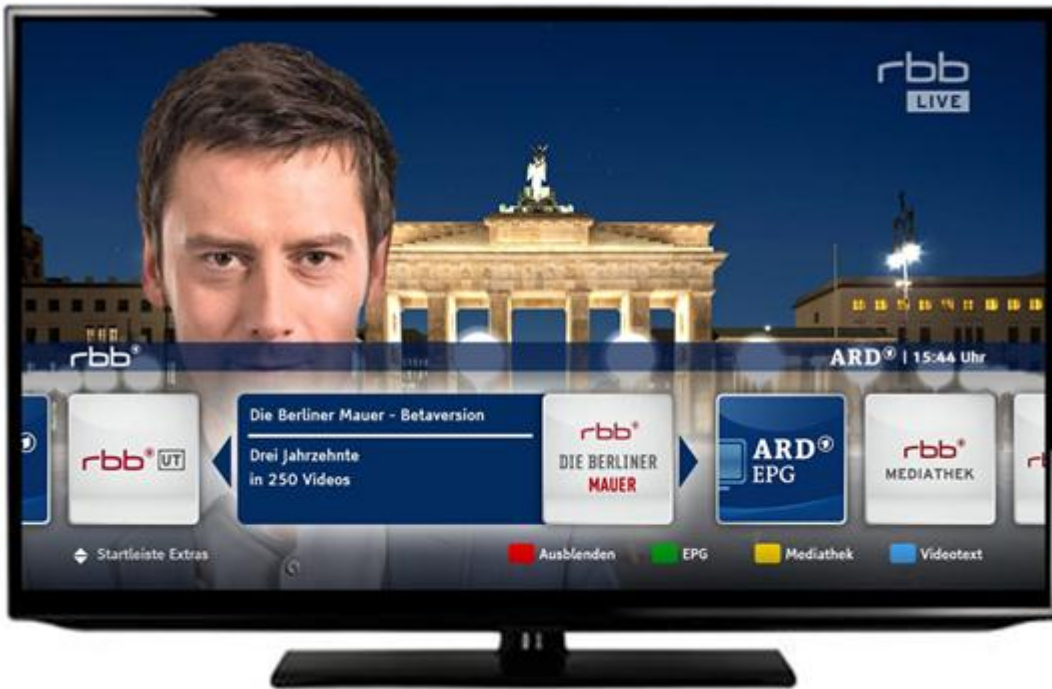 rbb
LIVE
rbb
ARD | 15:44 Uhr
rbb UT
Die Berliner Mauer - Betaversion
Drei Jahrzehnte
in 250 Videos
rbb
DIE BERLINER
MAUER
ARD
EPG
rbb
MEDIATHEK
Startleiste Extras
Ausblenden
EPG
Mediathek
Videotext